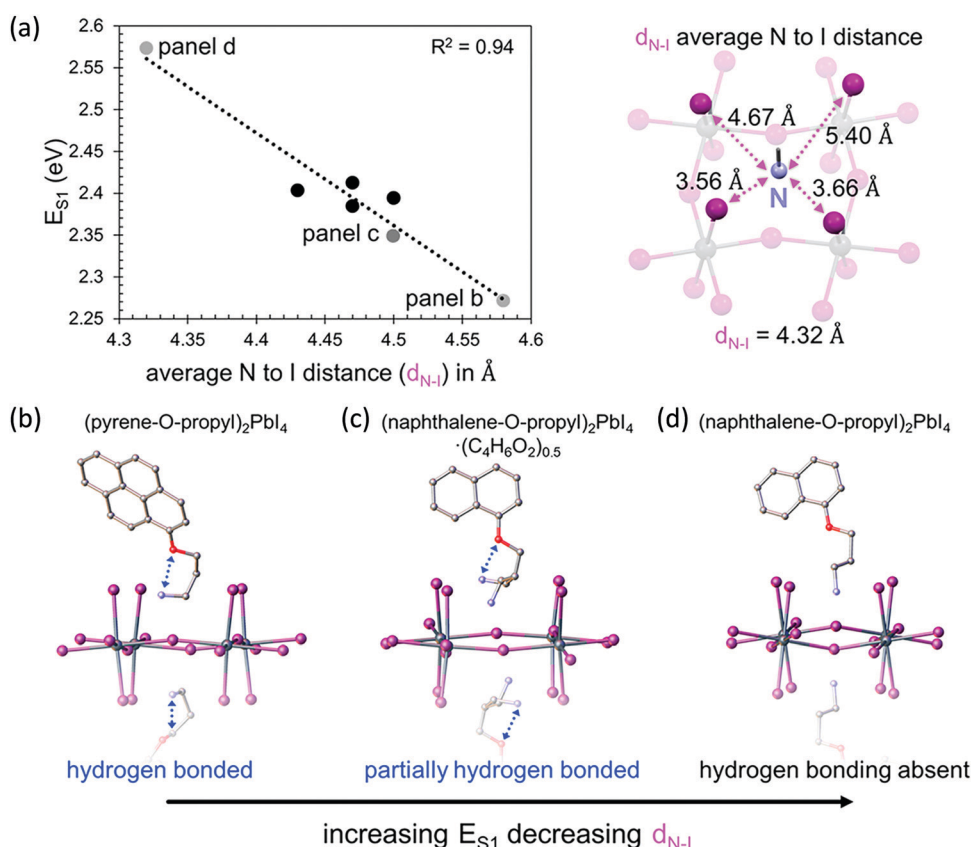 (a)
2.6
2.55
2.5
2.45
2.4
2.35
2.3
2.25
E_S1 (eV)
panel d
R² = 0.94
panel c
panel b
4.3 4.35 4.4 4.45 4.5 4.55 4.6
average N to I distance (d_N-I) in Å
d_N-I average N to I distance
4.67 Å
5.40 Å
3.56 Å
3.66 Å
N
d_N-I = 4.32 Å
(b) (c) (d)
(pyrene-O-propyl)₂PbI₄
(naphthalene-O-propyl)₂PbI₄
·(C₄H₆O₂)₀.₅
(naphthalene-O-propyl)₂PbI₄
hydrogen bonded
partially hydrogen bonded
hydrogen bonding absent
increasing E_S1 decreasing d_N-I